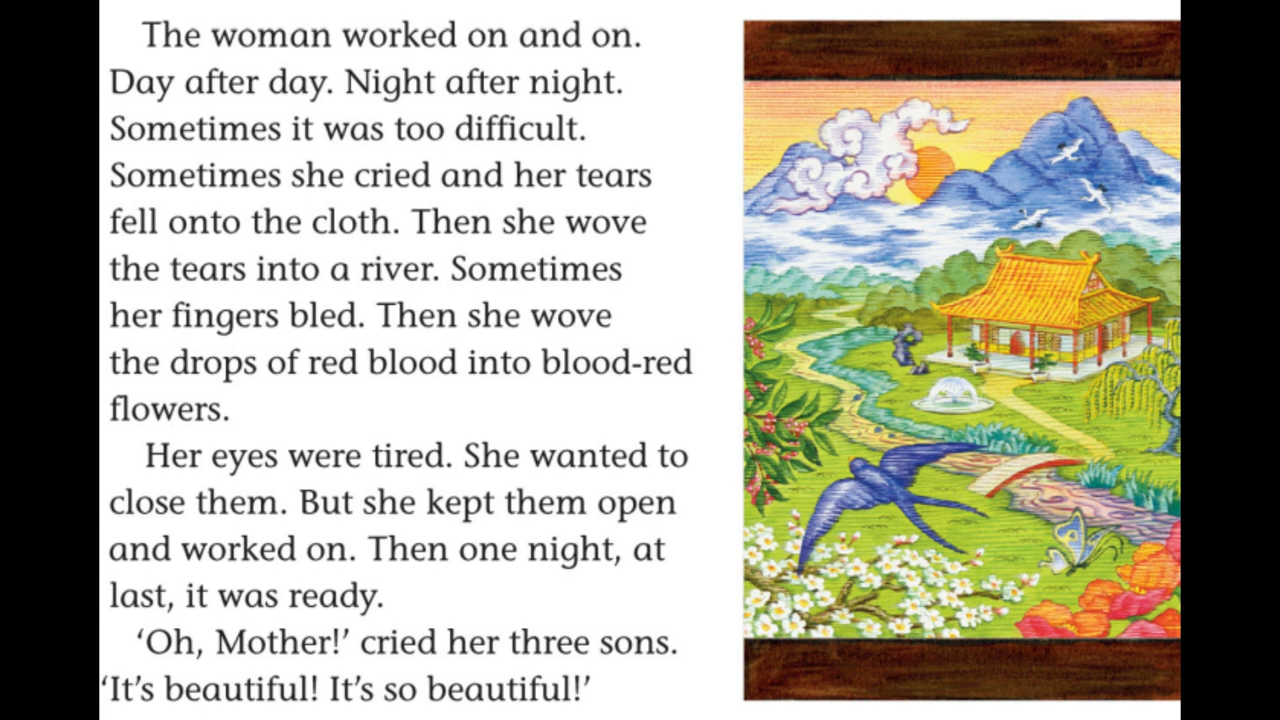 The woman worked on and on.
Day after day. Night after night.
Sometimes it was too difficult.
Sometimes she cried and her tears
fell onto the cloth. Then she wove
the tears into a river. Sometimes
her fingers bled. Then she wove
the drops of red blood into blood-red
flowers.
Her eyes were tired. She wanted to
close them. But she kept them open
and worked on. Then one night, at
last, it was ready.
‘Oh, Mother!’ cried her three sons.
‘It’s beautiful! It’s so beautiful!’